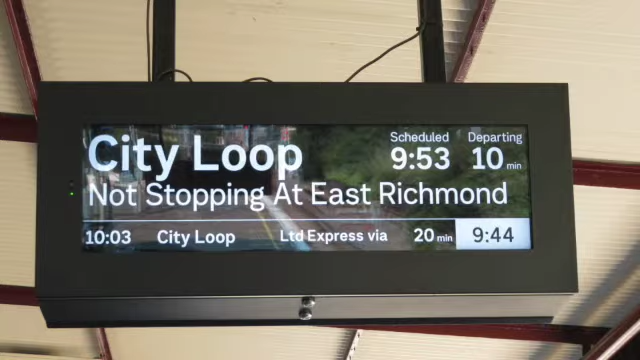 City Loop Scheduled 9:53 Departing 10 min
Not Stopping At East Richmond
10:03 City Loop Ltd Express via 20 min 9:44